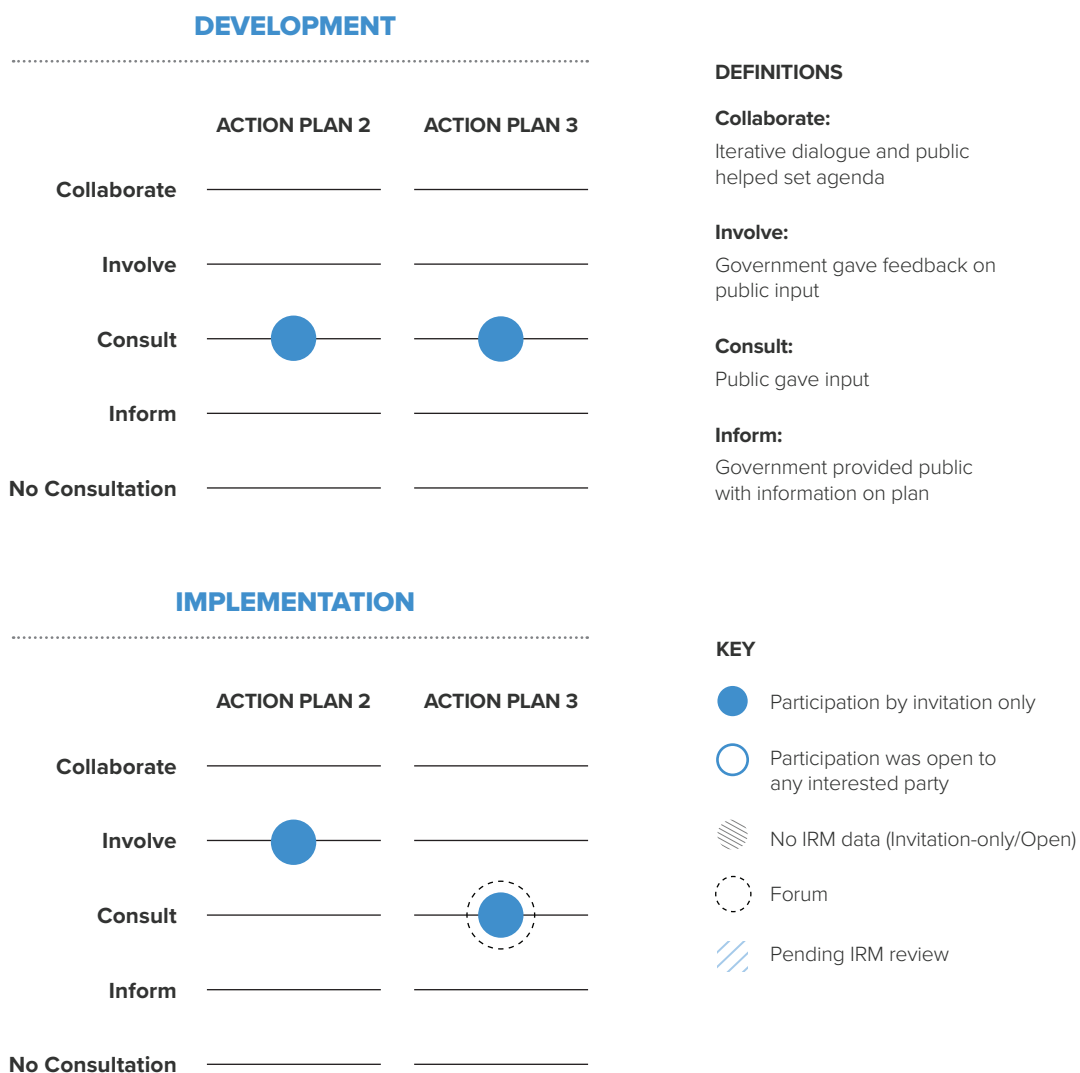 DEVELOPMENT
ACTION PLAN 2
ACTION PLAN 3
Collaborate
Involve
Consult
Inform
No Consultation
DEFINITIONS
Collaborate:
Iterative dialogue and public
helped set agenda
Involve:
Government gave feedback on
public input
Consult:
Public gave input
Inform:
Government provided public
with information on plan
IMPLEMENTATION
ACTION PLAN 2
ACTION PLAN 3
Collaborate
Involve
Consult
Inform
No Consultation
KEY
Participation by invitation only
Participation was open to
any interested party
No IRM data (Invitation-only/Open)
Forum
Pending IRM review